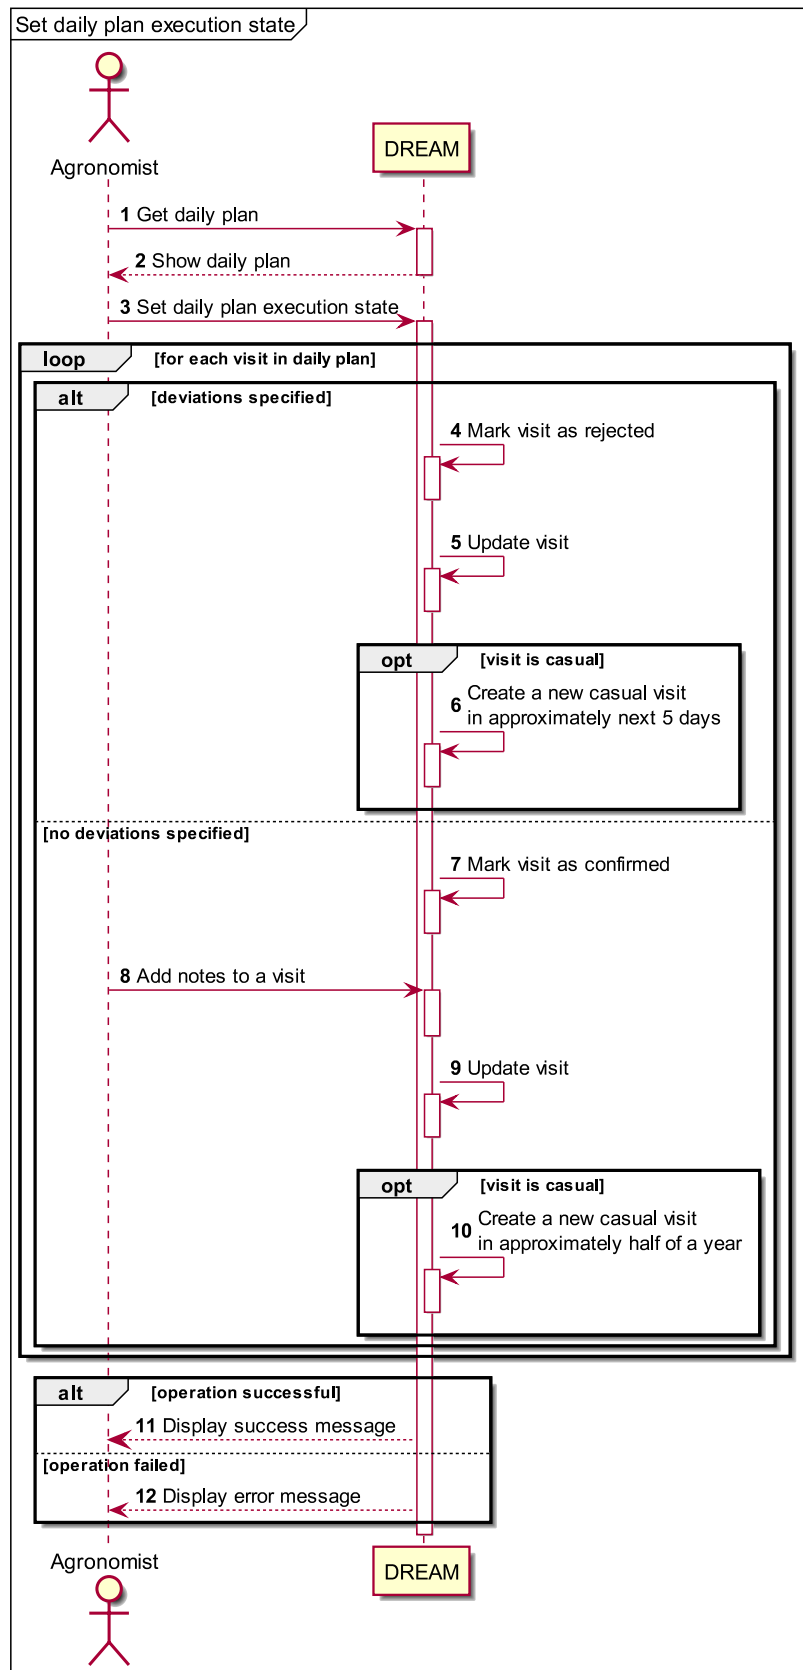 Set daily plan execution state
Agronomist
DREAM
1 Get daily plan
2 Show daily plan
3 Set daily plan execution state
loop [for each visit in daily plan]
alt [deviations specified]
4 Mark visit as rejected
5 Update visit
opt [visit is casual]
6 Create a new casual visit
in approximately next 5 days
[no deviations specified]
7 Mark visit as confirmed
8 Add notes to a visit
9 Update visit
opt [visit is casual]
10 Create a new casual visit
in approximately half of a year
alt [operation successful]
11 Display success message
[operation failed]
12 Display error message
Agronomist
DREAM